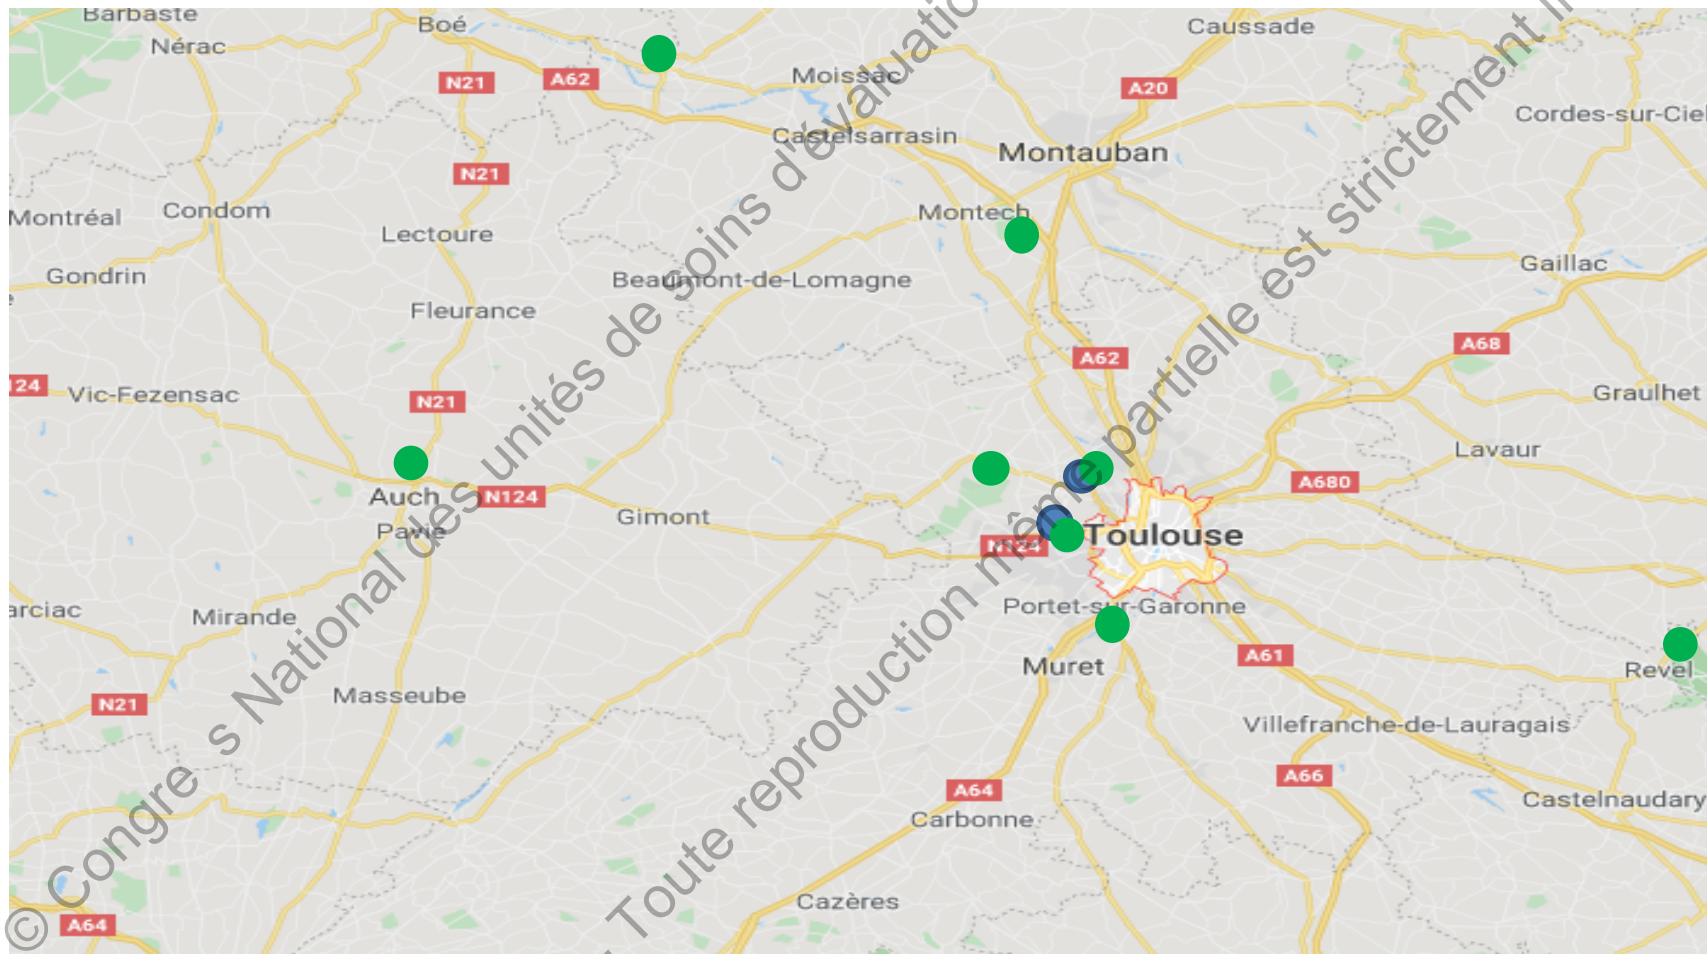 Barbaste
Boé
Caussade
Nérac
Moissac
N21
A62
A20
Cordes-sur-Ciel
Castelsarrasin
Montauban
N21
Montréal
Condom
Montech
Lectoure
Gaillac
Gondrin
Beaumont-de-Lomagne
Fleurance
A68
A62
124
Vic-Fezensac
N21
Graulhet
Lavaur
Auch
N124
A680
Gimont
Pavie
N124
Toulouse
arciac
Mirande
Portet-sur-Garonne
A61
Muret
Revel
N21
Masseube
Villefranche-de-Lauragais
A66
A64
Castelnaudary
Carbonne
Cazères
A64
© Congre s National des unités de soins d'évaluatio
. Toute reproduction même partielle est strictement